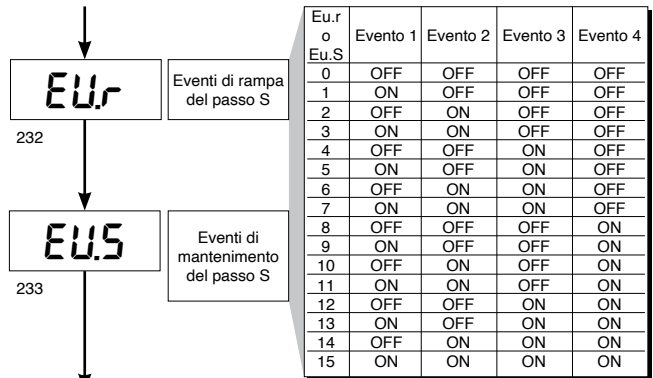 EU.r
Eventi di rampa
del passo S
232
EU.S
Eventi di
mantenimento
del passo S
233
Eu.r
o
Eu.S
Evento 1 Evento 2 Evento 3 Evento 4
0 OFF OFF OFF OFF
1 ON OFF OFF OFF
2 OFF ON OFF OFF
3 ON ON OFF OFF
4 OFF OFF ON OFF
5 ON OFF ON OFF
6 OFF ON ON OFF
7 ON ON ON OFF
8 OFF OFF OFF ON
9 ON OFF OFF ON
10 OFF ON OFF ON
11 ON ON OFF ON
12 OFF OFF ON ON
13 ON OFF ON ON
14 OFF ON ON ON
15 ON ON ON ON